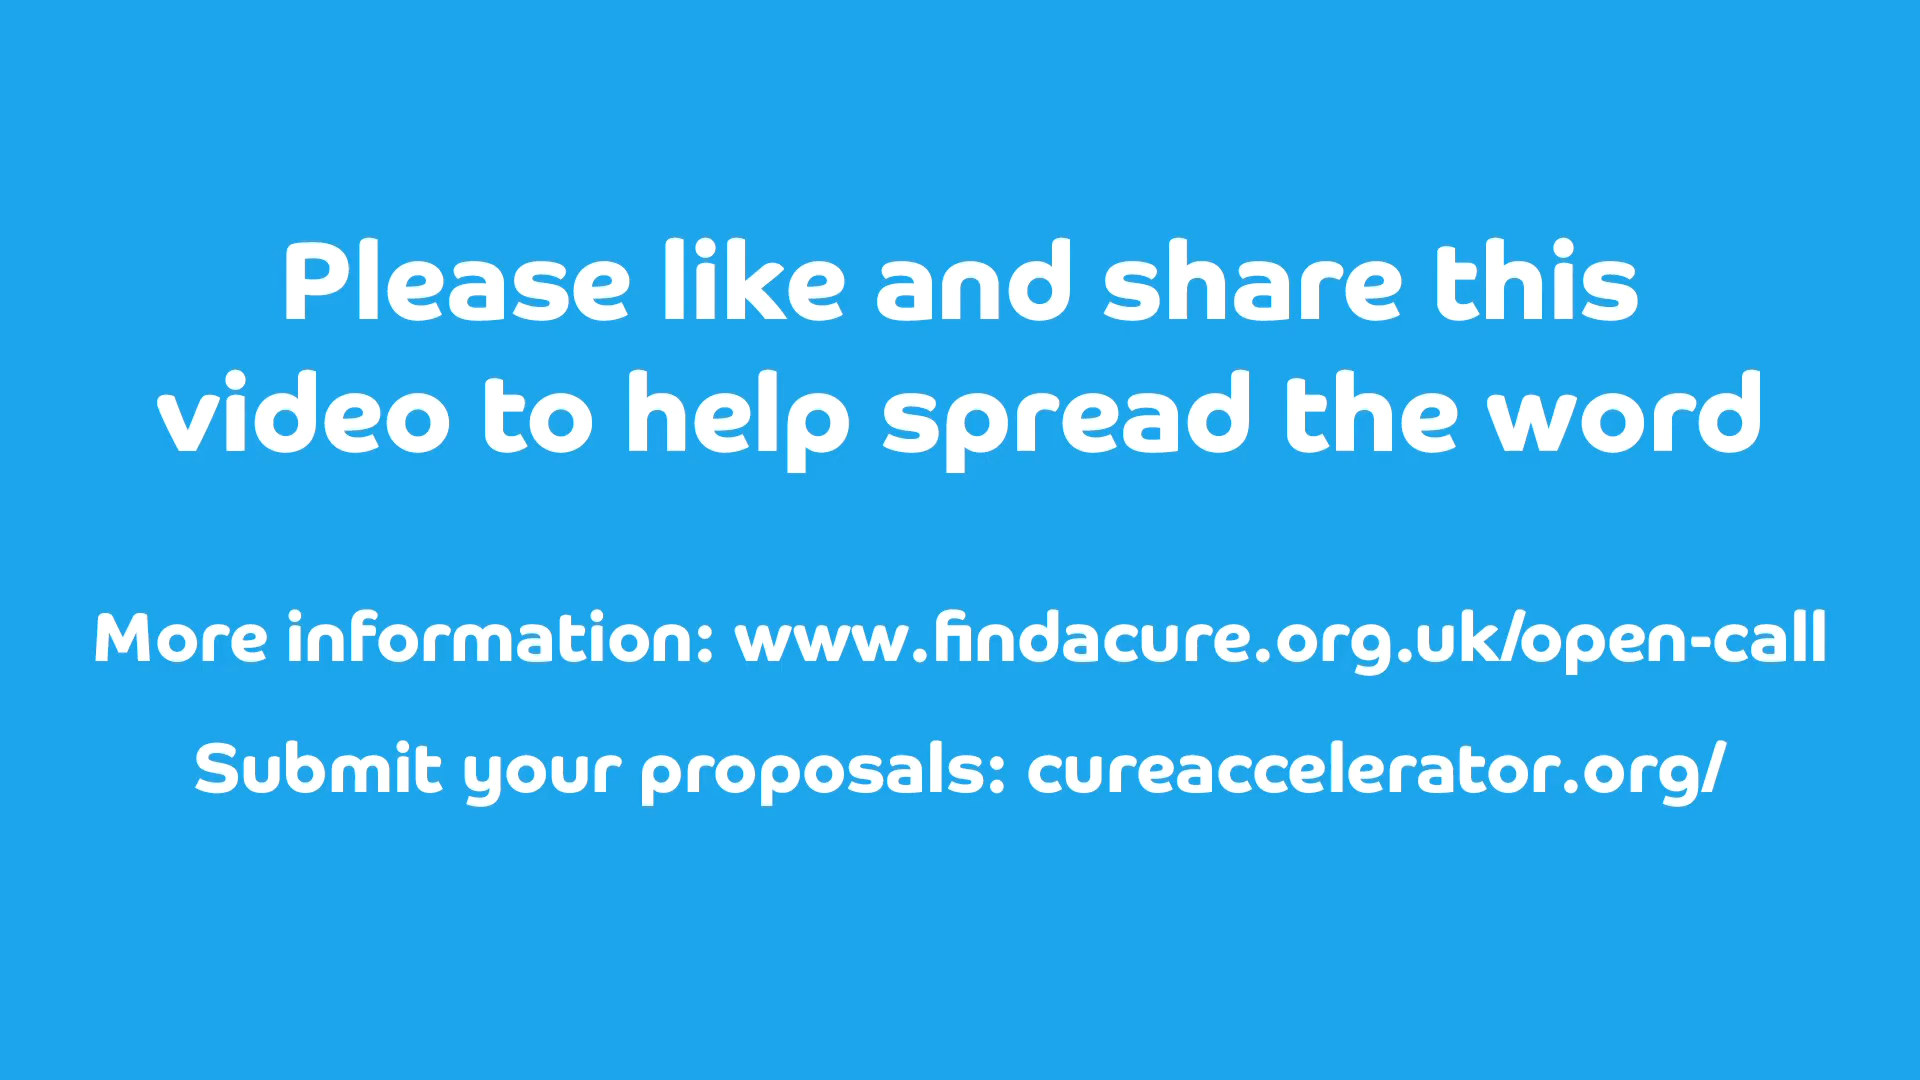 Please like and share this
video to help spread the word
More information: www.findacure.org.uk/open-call
Submit your proposals: cureaccelerator.org/